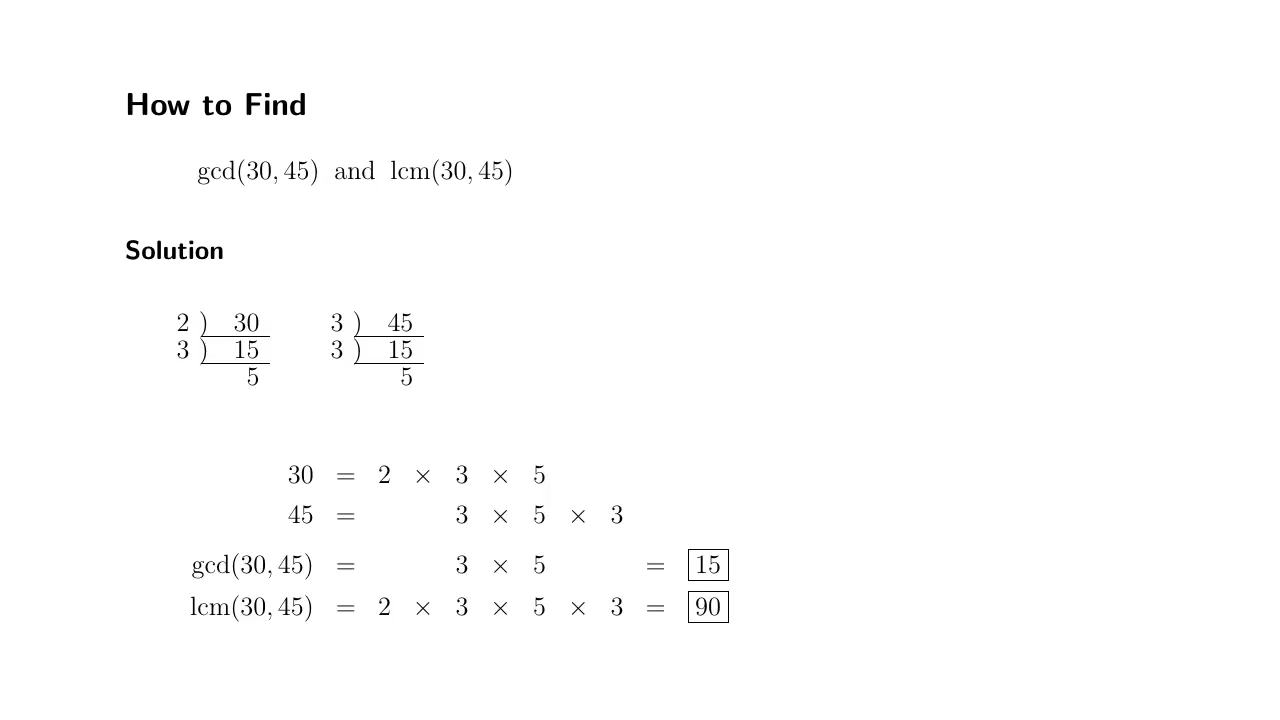 How to Find
gcd(30, 45) and lcm(30, 45)
Solution
2 ) 30 3 ) 45
3 ) 15 3 ) 15
5 5
30 = 2 × 3 × 5
45 = 3 × 5 × 3
gcd(30, 45) = 3 × 5 = 15
lcm(30, 45) = 2 × 3 × 5 × 3 = 90